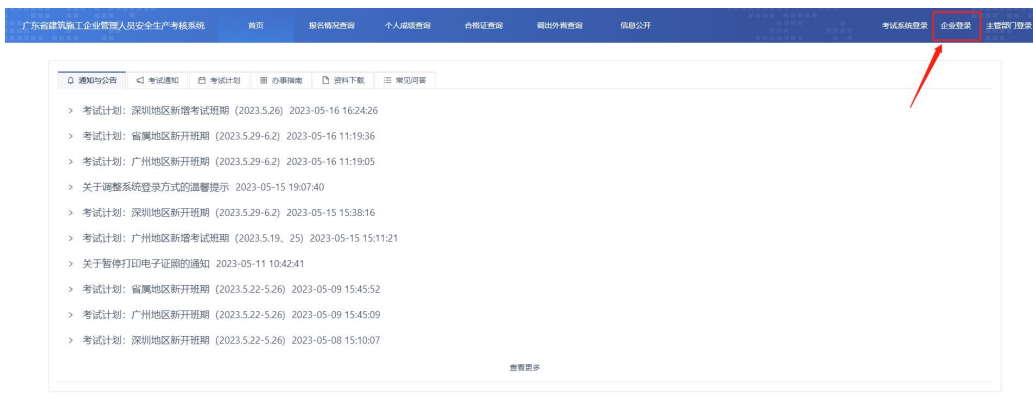 广东省建筑施工企业管理人员安全生产考核系统 首页 报名情况查询 个人成绩查询 合格证查询 调出外省查询 信息公开 考试系统登录 企业登录 主管部门登录
通知与公告 考试通知 考试计划 办事指南 资料下载 常见问答
> 考试计划：深圳地区新增考试班期（2023.5.26) 2023-05-16 16:24:26
> 考试计划：省属地区新开班期（2023.5.29-6.2) 2023-05-16 11:19:36
> 考试计划：广州地区新开班期（2023.5.29-6.2) 2023-05-16 11:19:05
> 关于调整系统登录方式的温馨提示 2023-05-15 19:07:40
> 考试计划：深圳地区新开班期（2023.5.29-6.2) 2023-05-15 15:38:16
> 考试计划：广州地区新增考试班期（2023.5.19、25) 2023-05-15 15:11:21
> 关于暂停打印电子证照的通知 2023-05-11 10:42:41
> 考试计划：省属地区新开班期（2023.5.22-5.26) 2023-05-09 15:45:52
> 考试计划：广州地区新开班期（2023.5.22-5.26) 2023-05-09 15:45:09
> 考试计划：深圳地区新开班期（2023.5.22-5.26) 2023-05-08 15:10:07
查看更多